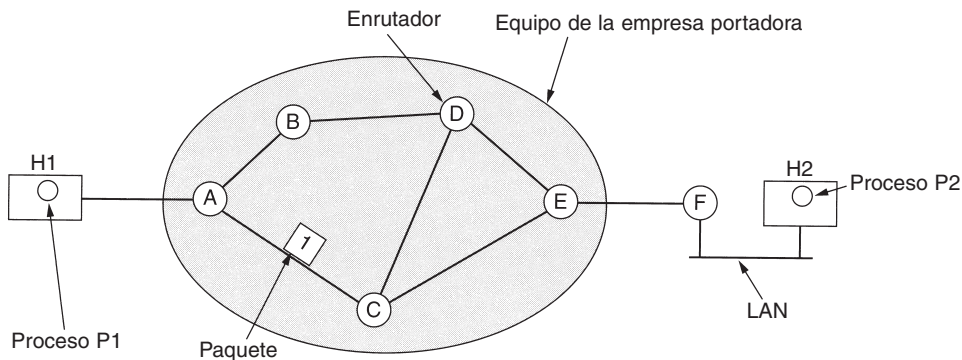 Enrutador
Equipo de la empresa portadora
B
D
H1
H2
A
E
F
Proceso P2
1
C
LAN
Proceso P1
Paquete